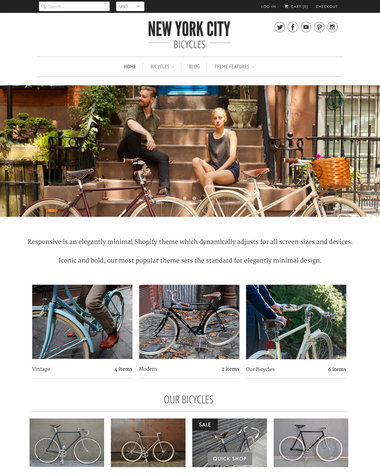 Search...
USD
LOG IN
CART ($0)
CHECKOUT
NEW YORK CITY
BICYCLES
HOME
BICYCLES
BLOG
THEME FEATURES
Responsive is an elegantly minimal Shopify theme which dynamically adjusts for all screen sizes and devices.
Iconic and bold, our most popular theme sets the standard for elegantly minimal design.
Vintage 4 items
Modern 2 items
Our Bicycles 6 items
OUR BICYCLES
SALE
QUICK SHOP